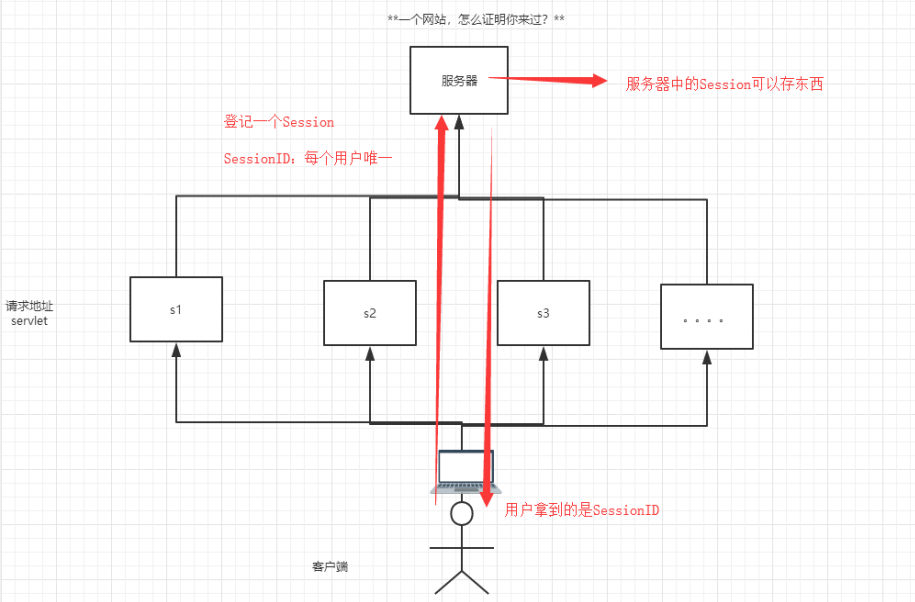 **一个网站，怎么证明你来过？**
服务器
服务器中的Session可以存东西
登记一个Session
SessionID：每个用户唯一
请求地址
servlet
s1
s2
s3
。。。。
用户拿到的是SessionID
客户端